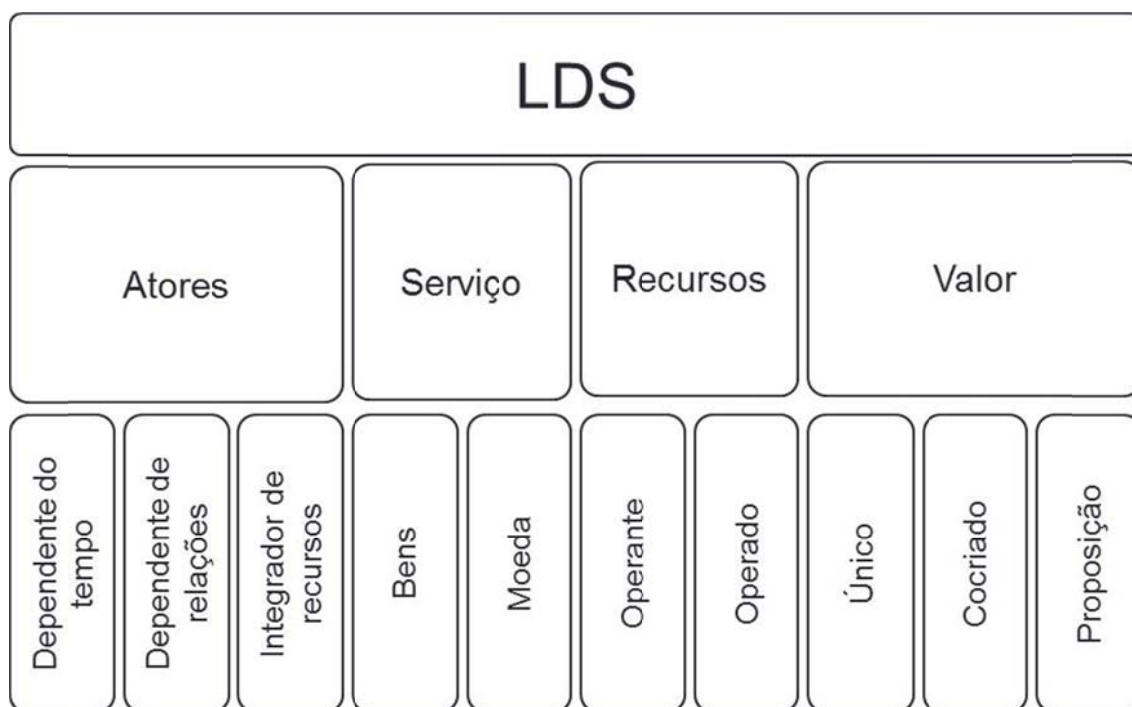 LDS
Atores
Serviço
Recursos
Valor
Dependente do
tempo
Dependente de
relações
Integrador de
recursos
Bens
Moeda
Operante
Operado
Único
Cocriado
Proposição